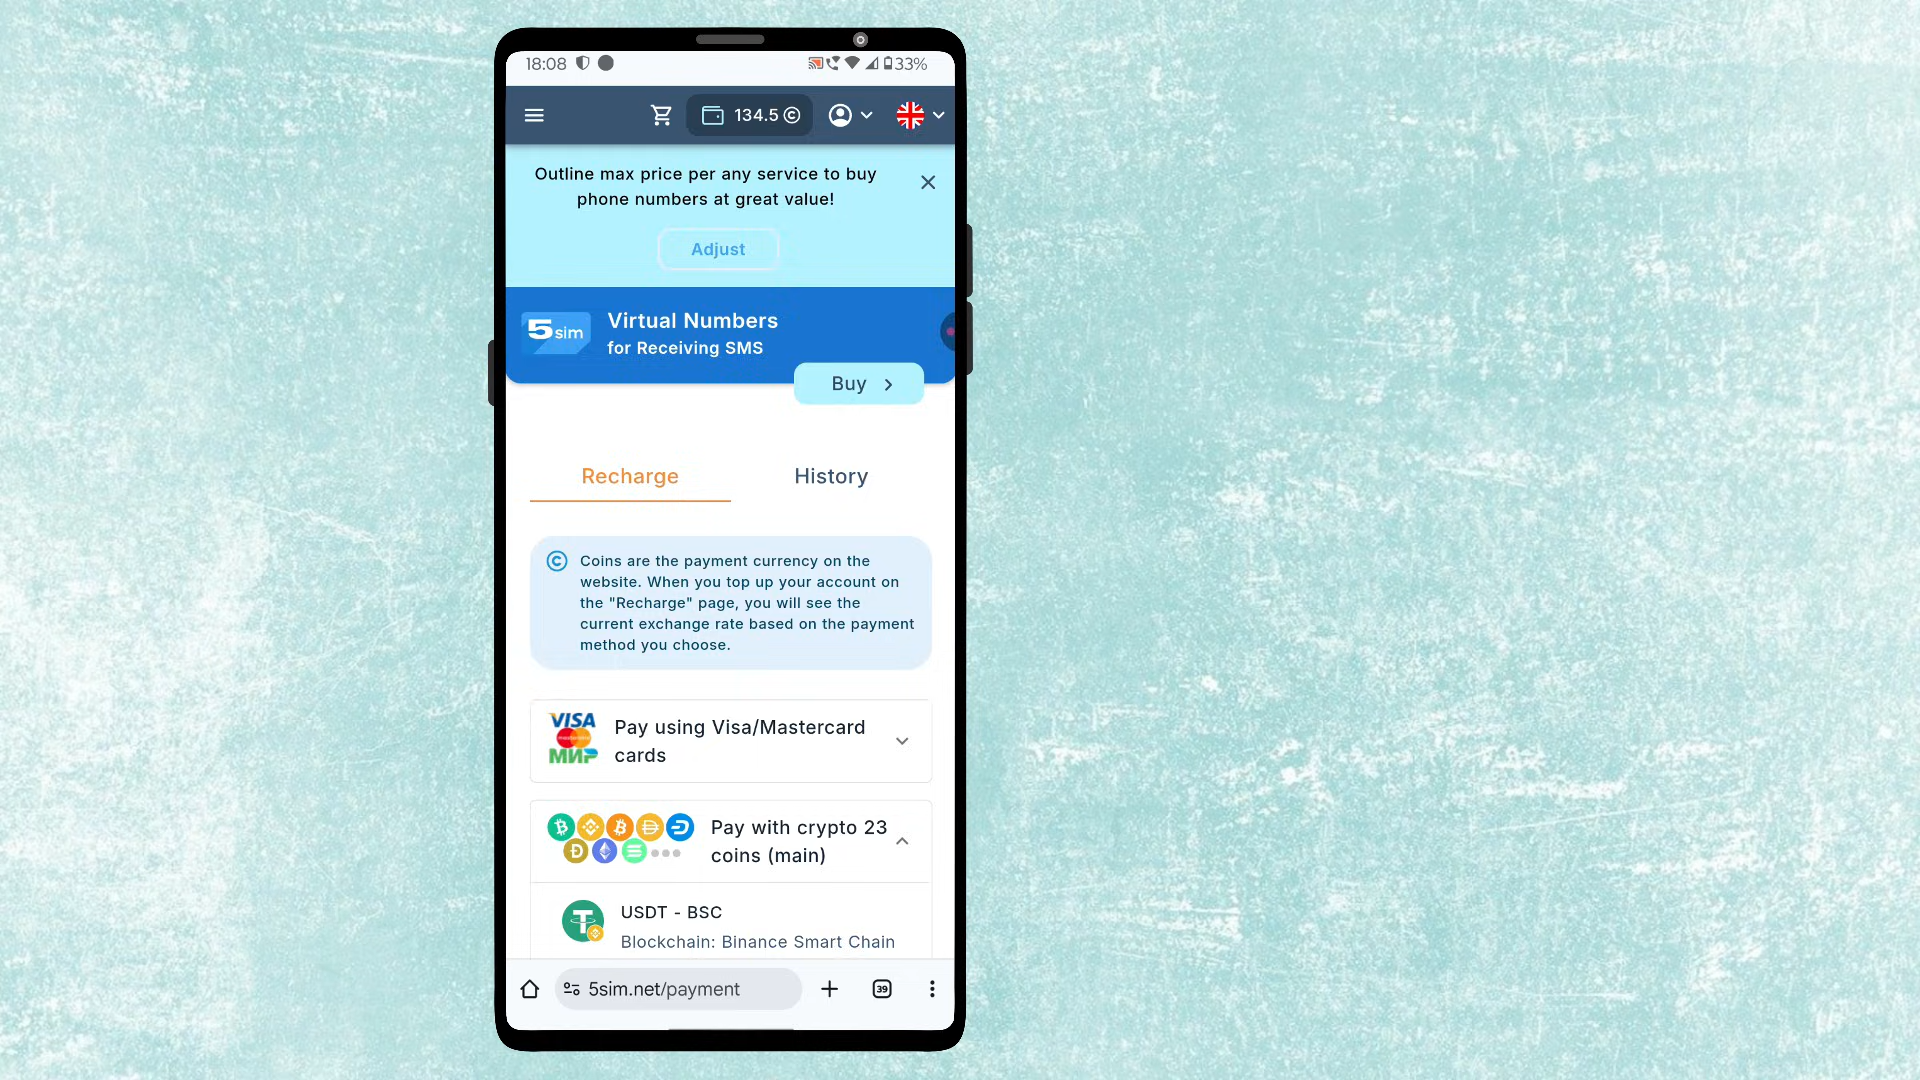 18:08
33%
134.5
Outline max price per any service to buy
phone numbers at great value!
Adjust
5sim
Virtual Numbers
for Receiving SMS
Buy
Recharge
History
Coins are the payment currency on the
website. When you top up your account on
the "Recharge" page, you will see the
current exchange rate based on the payment
method you choose.
VISA
МИР
Pay using Visa/Mastercard
cards
Pay with crypto 23
coins (main)
USDT - BSC
Blockchain: Binance Smart Chain
5sim.net/payment
39